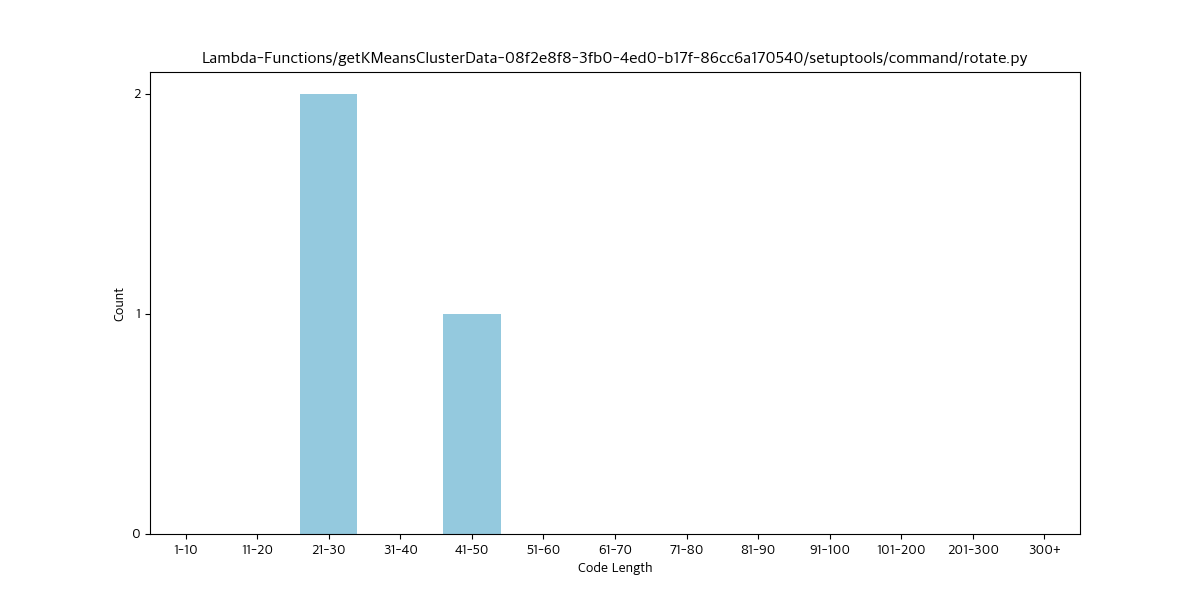 Lambda-Functions/getKMeansClusterData-08f2e8f8-3fb0-4ed0-b17f-86cc6a170540/setuptools/command/rotate.py
2
1
0
Count
1-10 11-20 21-30 31-40 41-50 51-60 61-70 71-80 81-90 91-100 101-200 201-300 300+
Code Length